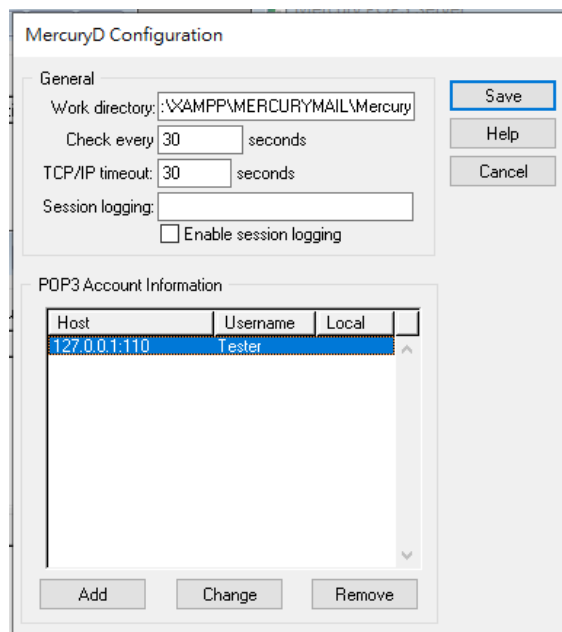 MercuryD Configuration
General
Work directory: :\XAMPP\MERCURYMAIL\Mercury
Save
Check every 30 seconds
Help
TCP/IP timeout: 30 seconds
Cancel
Session logging:
Enable session logging
POP3 Account Information
Host Username Local
127.0.0.1:110 Tester
Add Change Remove